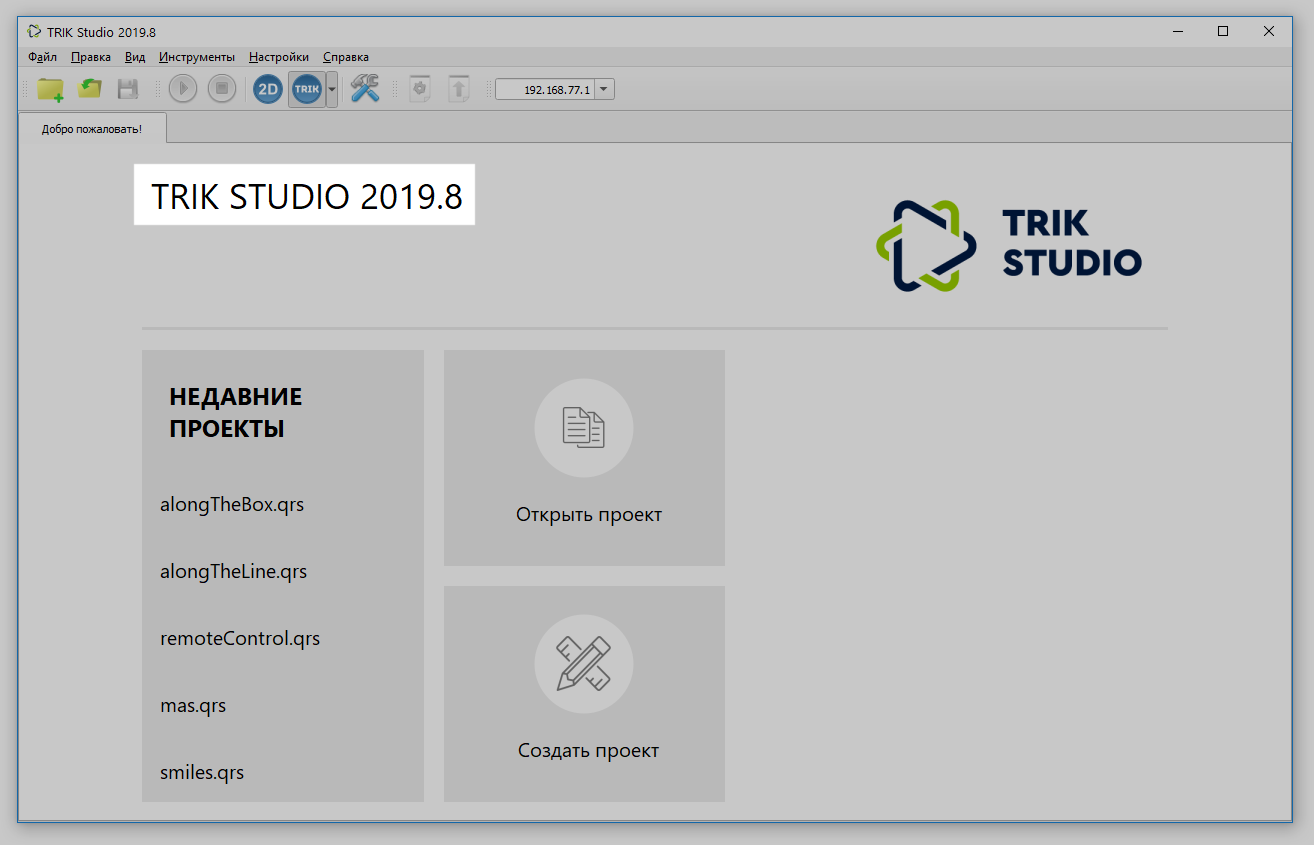 TRIK Studio 2019.8
Файл Правка Вид Инструменты Настройки Справка
2D TRIK 192.168.77.1
Добро пожаловать!
TRIK STUDIO 2019.8
TRIK
STUDIO
НЕДАВНИЕ
ПРОЕКТЫ
alongTheBox.qrs
alongTheLine.qrs
remoteControl.qrs
mas.qrs
smiles.qrs
Открыть проект
Создать проект